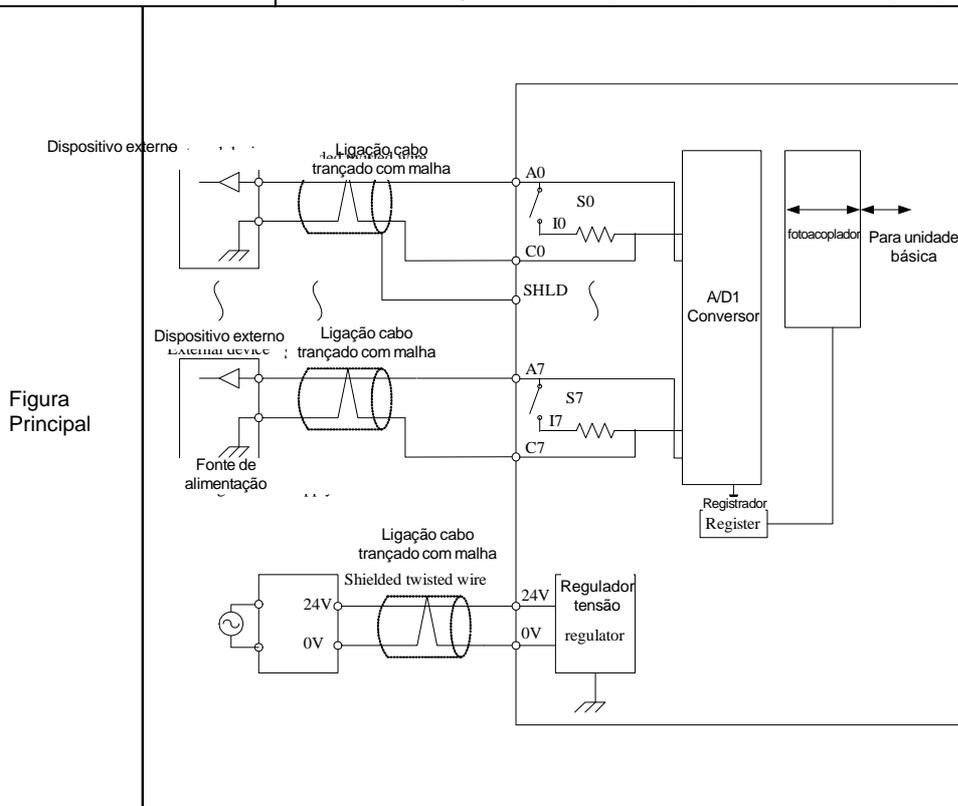 Dispositivo externo
Ligação cabo
trançado com malha
A0
S0
I0
C0
SHLD
A/D1
Conversor
fotoacoplador
Para unidade
básica
Dispositivo externo
External device
Ligação cabo
trançado com malha
A7
S7
I7
C7
Figura
Principal
Fonte de
alimentação
Registrador
Register
Ligação cabo
trançado com malha
Shielded twisted wire
24V
0V
24V
0V
Regulador
tensão
regulator